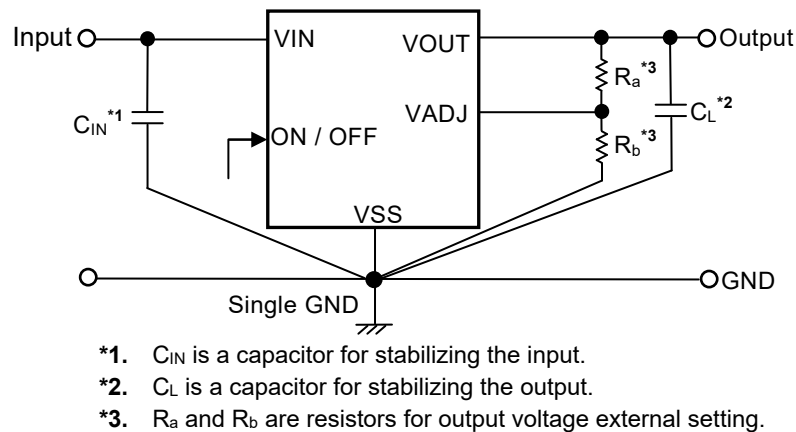 Input VIN VOUT Output
Ra*3
CIN*1 VADJ CL*2
ON / OFF Rb*3
VSS
GND
Single GND
*1. CIN is a capacitor for stabilizing the input.
*2. CL is a capacitor for stabilizing the output.
*3. Ra and Rb are resistors for output voltage external setting.